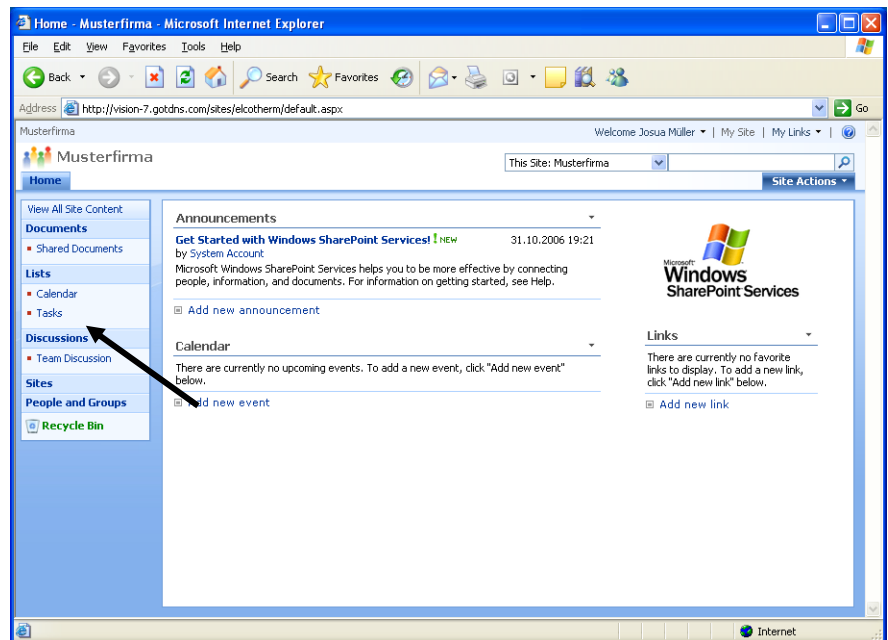 Home - Musterfirma - Microsoft Internet Explorer
File Edit View Favorites Tools Help
Back Search Favorites
Address http://vision-7.gotdns.com/sites/elcotherm/default.aspx Go
Musterfirma Welcome Josua Müller | My Site | My Links |
Musterfirma
This Site: Musterfirma
Home Site Actions
View All Site Content
Documents
Shared Documents
Lists
Calendar
Tasks
Discussions
Team Discussion
Sites
People and Groups
Recycle Bin
Announcements
Get Started with Windows SharePoint Services! ! NEW 31.10.2006 19:21
by System Account
Microsoft Windows SharePoint Services helps you to be more effective by connecting
people, information, and documents. For information on getting started, see Help.
Add new announcement
Calendar
There are currently no upcoming events. To add a new event, click "Add new event"
below.
Add new event
Microsoft
Windows
SharePoint Services
Links
There are currently no favorite
links to display. To add a new link,
click "Add new link" below.
Add new link
Internet